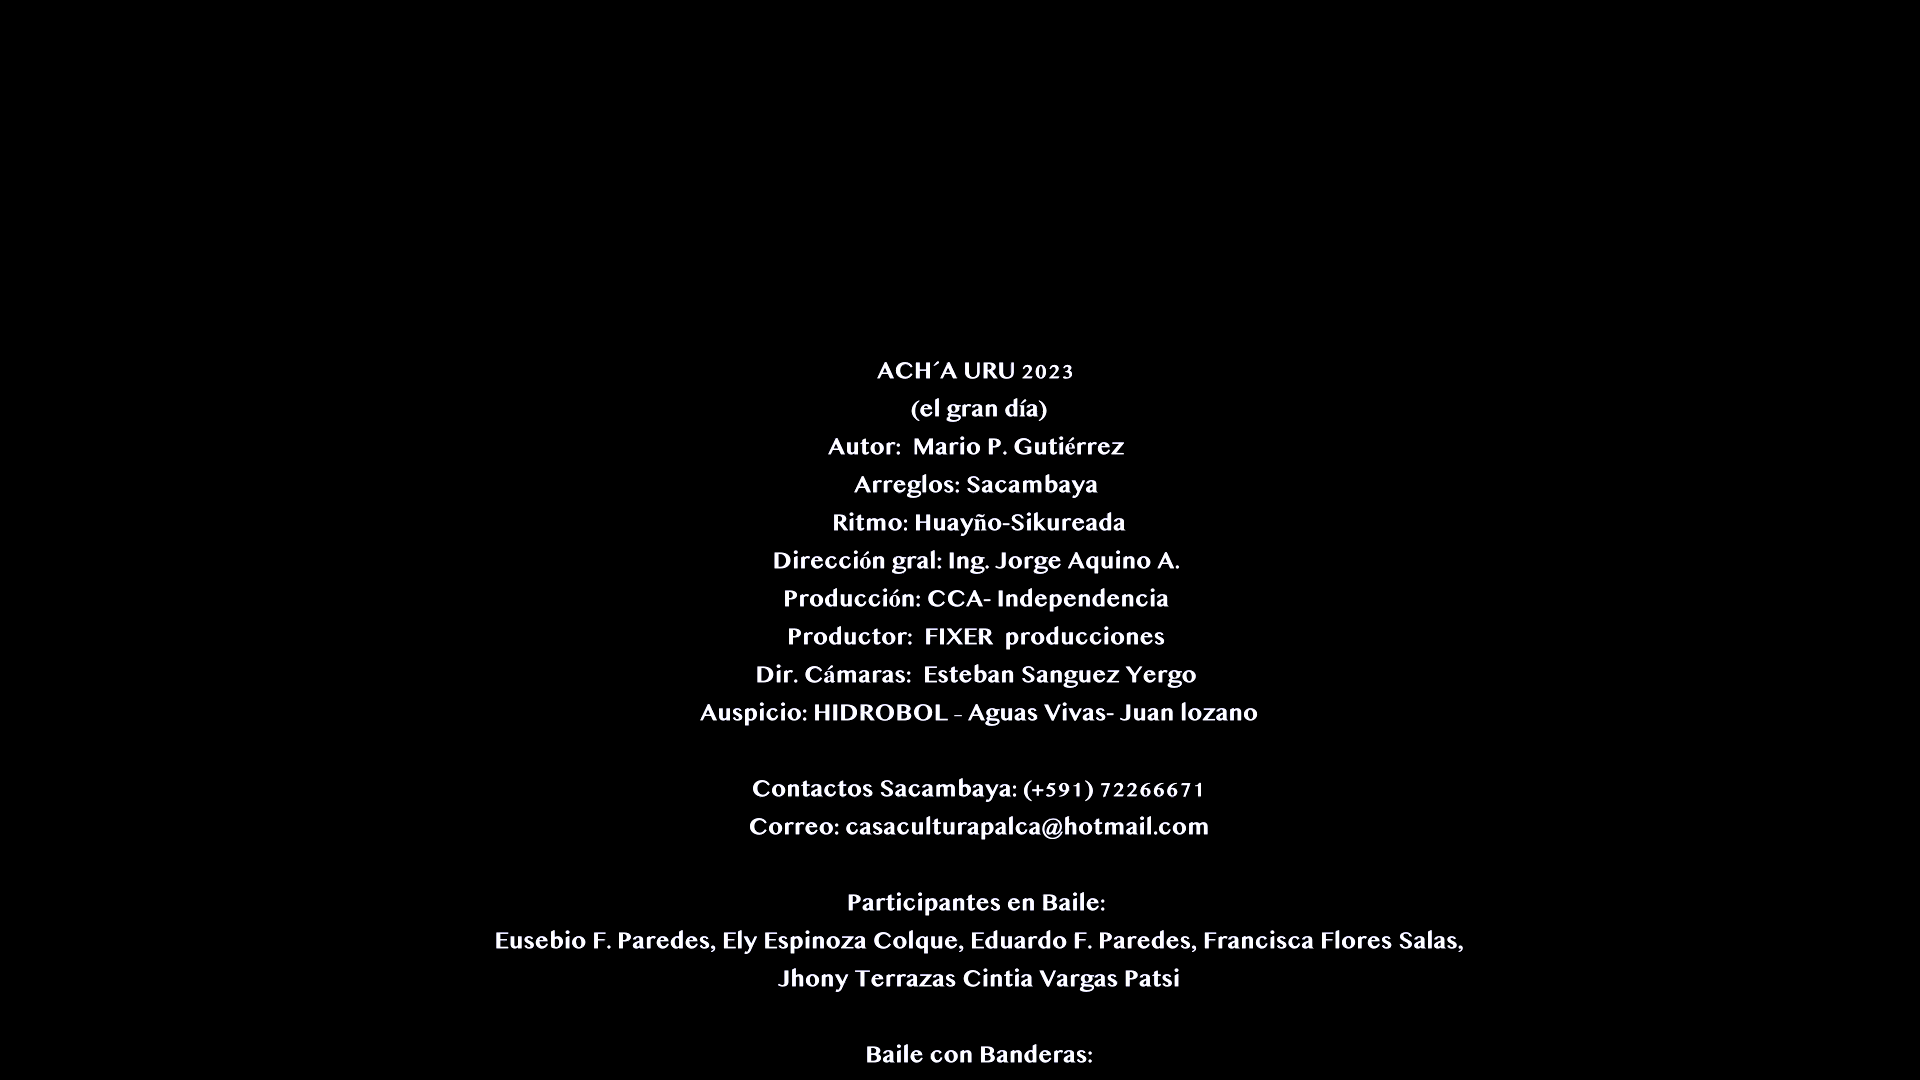 ACH´A URU 2023
(el gran día)
Autor: Mario P. Gutiérrez
Arreglos: Sacambaya
Ritmo: Huayño-Sikureada
Dirección gral: Ing. Jorge Aquino A.
Producción: CCA- Independencia
Productor: FIXER producciones
Dir. Cámaras: Esteban Sanguez Yergo
Auspicio: HIDROBOL – Aguas Vivas- Juan lozano
Contactos Sacambaya: (+591) 72266671
Correo: casaculturapalca@hotmail.com
Participantes en Baile:
Eusebio F. Paredes, Ely Espinoza Colque, Eduardo F. Paredes, Francisca Flores Salas,
Jhony Terrazas Cintia Vargas Patsi
Baile con Banderas: